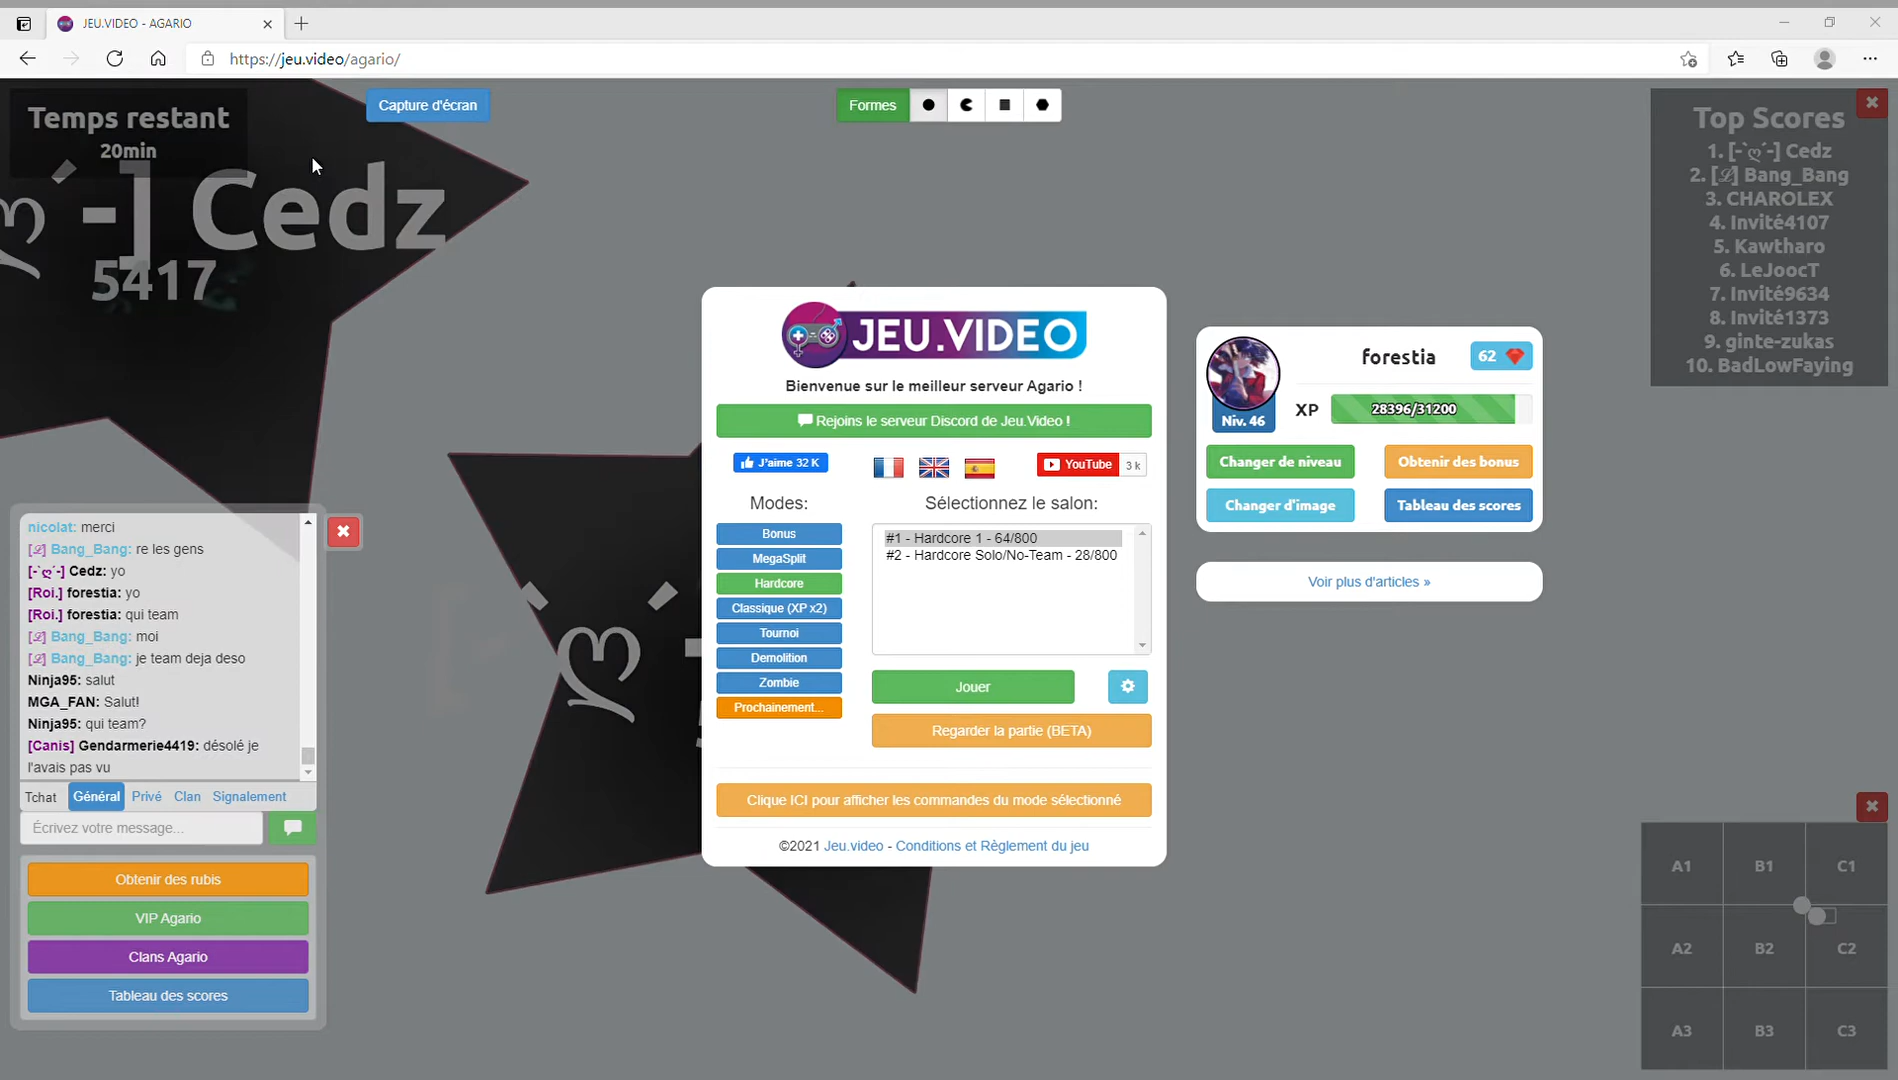 JEU.VIDEO - AGARIO
https://jeu.video/agario/
Temps restant
20min
Capture d'écran
Formes
ღ´-] Cedz
5417
Top Scores
1. [-`ღ´-] Cedz
2. [ℒ] Bang_Bang
3. CHAROLEX
4. Invité4107
5. Kawtharo
6. LeJoocT
7. Invité9634
8. Invité1373
9. ginte-zukas
10. BadLowFaying
JEU.VIDEO
Bienvenue sur le meilleur serveur Agario !
Rejoins le serveur Discord de Jeu.Video !
J'aime 32 K
YouTube 3 k
Modes:
Bonus
MegaSplit
Hardcore
Classique (XP x2)
Tournoi
Demolition
Zombie
Prochainement...
Sélectionnez le salon:
#1 - Hardcore 1 - 64/800
#2 - Hardcore Solo/No-Team - 28/800
Jouer
Regarder la partie (BETA)
Clique ICI pour afficher les commandes du mode sélectionné
©2021 Jeu.video - Conditions et Règlement du jeu
forestia
62
Niv. 46
XP
28396/31200
Changer de niveau
Obtenir des bonus
Changer d'image
Tableau des scores
Voir plus d'articles »
´ღ´-
nicolat: merci
[ℒ] Bang_Bang: re les gens
[-`ღ´-] Cedz: yo
[Roi.] forestia: yo
[Roi.] forestia: qui team
[ℒ] Bang_Bang: moi
[ℒ] Bang_Bang: je team deja deso
Ninja95: salut
MGA_FAN: Salut!
Ninja95: qui team?
[Canis] Gendarmerie4419: désolé je
l'avais pas vu
Tchat Général Privé Clan Signalement
Écrivez votre message...
Obtenir des rubis
VIP Agario
Clans Agario
Tableau des scores
A1 B1 C1
A2 B2 C2
A3 B3 C3